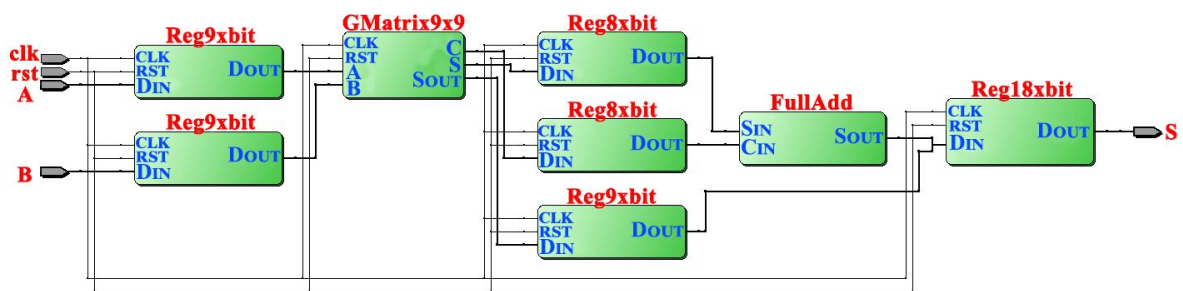 clk
rst
A
B
Reg9xbit
CLK
RST
DIN
DOUT
Reg9xbit
CLK
RST
DIN
DOUT
GMatrix9x9
CLK
RST
A
B
C
S
SOUT
Reg8xbit
CLK
RST
DIN
DOUT
Reg8xbit
CLK
RST
DIN
DOUT
Reg9xbit
CLK
RST
DIN
DOUT
FullAdd
SIN
CIN
SOUT
Reg18xbit
CLK
RST
DIN
DOUT
S